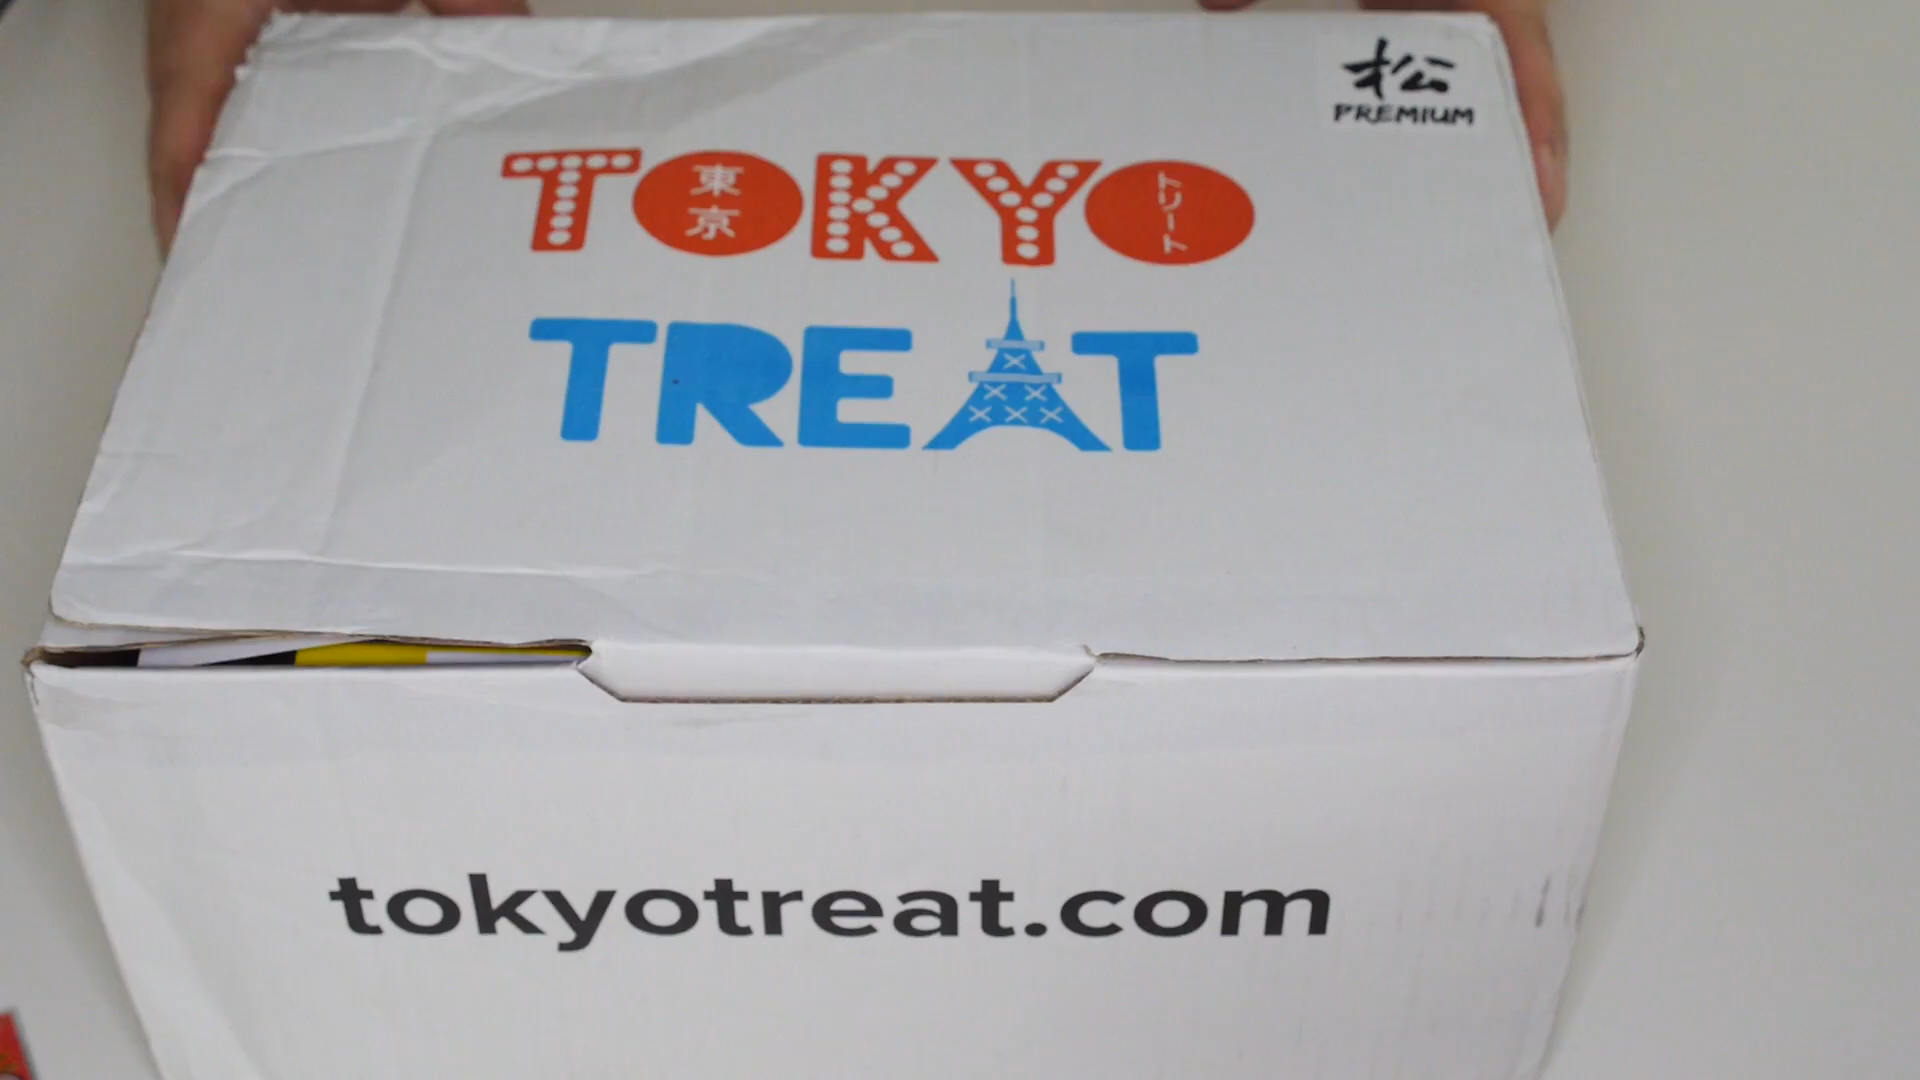 松
PREMIUM
TOKYO
東京
トリート
TREAT
tokyotreat.com